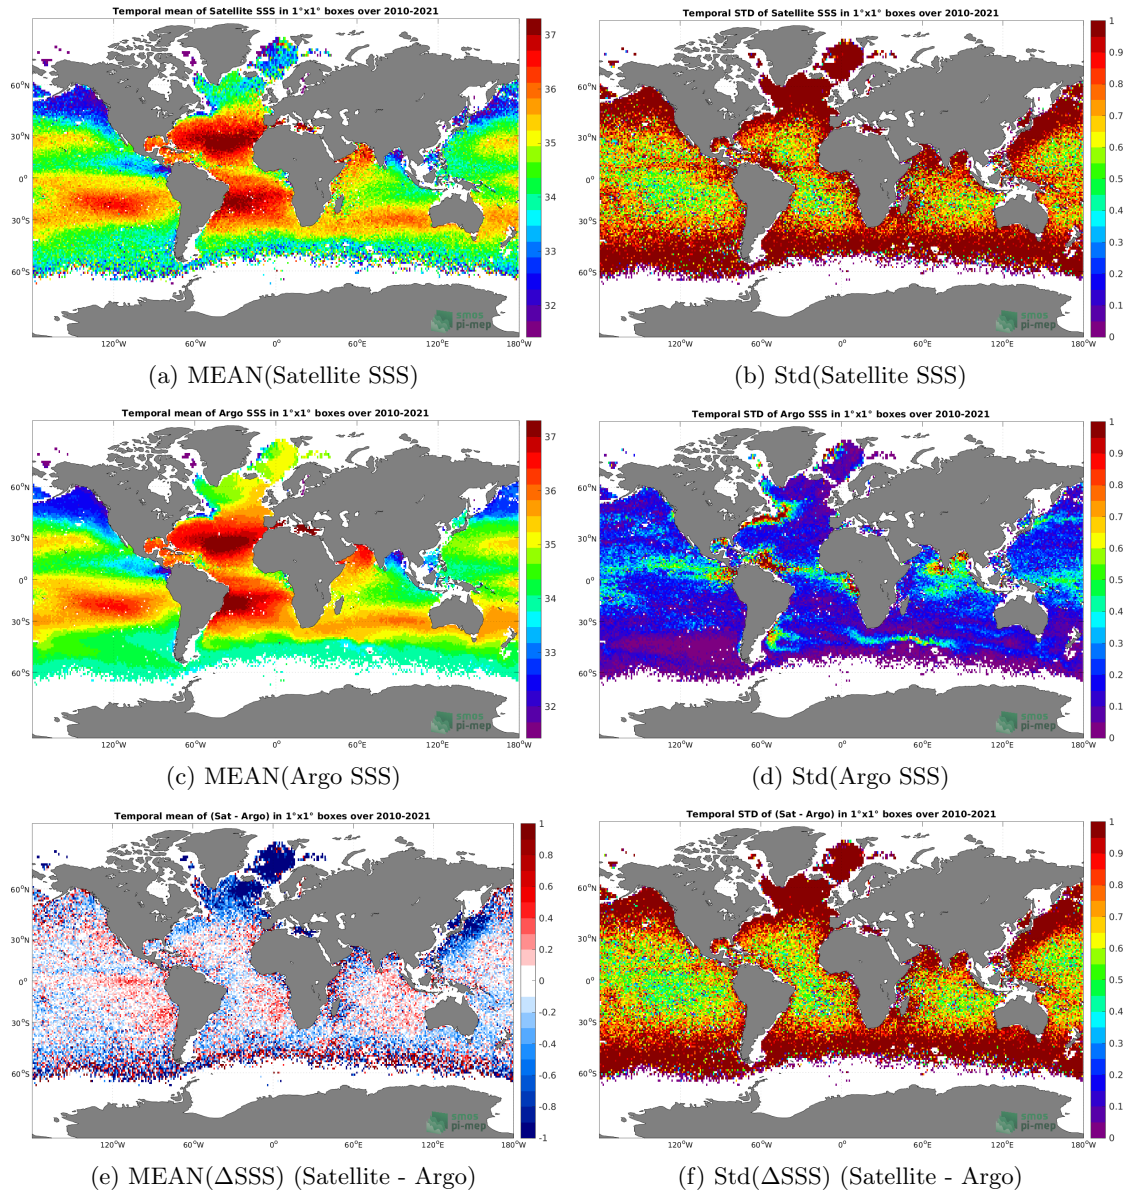 Temporal mean of Satellite SSS in 1°x1° boxes over 2010-2021
60°N
30°N
0°
30°S
60°S
120°W 60°W 0° 60°E 120°E 180°W
37
36
35
34
33
32
smos
pi-mep
(a) MEAN(Satellite SSS)
Temporal STD of Satellite SSS in 1°x1° boxes over 2010-2021
60°N
30°N
0°
30°S
60°S
120°W 60°W 0° 60°E 120°E 180°W
1
0.9
0.8
0.7
0.6
0.5
0.4
0.3
0.2
0.1
0
smos
pi-mep
(b) Std(Satellite SSS)
Temporal mean of Argo SSS in 1°x1° boxes over 2010-2021
60°N
30°N
0°
30°S
60°S
120°W 60°W 0° 60°E 120°E 180°W
37
36
35
34
33
32
smos
pi-mep
(c) MEAN(Argo SSS)
Temporal STD of Argo SSS in 1°x1° boxes over 2010-2021
60°N
30°N
0°
30°S
60°S
120°W 60°W 0° 60°E 120°E 180°W
1
0.9
0.8
0.7
0.6
0.5
0.4
0.3
0.2
0.1
0
smos
pi-mep
(d) Std(Argo SSS)
Temporal mean of (Sat - Argo) in 1°x1° boxes over 2010-2021
60°N
30°N
0°
30°S
60°S
120°W 60°W 0° 60°E 120°E 180°W
1
0.8
0.6
0.4
0.2
0
-0.2
-0.4
-0.6
-0.8
-1
smos
pi-mep
(e) MEAN(ΔSSS) (Satellite - Argo)
Temporal STD of (Sat - Argo) in 1°x1° boxes over 2010-2021
60°N
30°N
0°
30°S
60°S
120°W 60°W 0° 60°E 120°E 180°W
1
0.9
0.8
0.7
0.6
0.5
0.4
0.3
0.2
0.1
0
smos
pi-mep
(f) Std(ΔSSS) (Satellite - Argo)